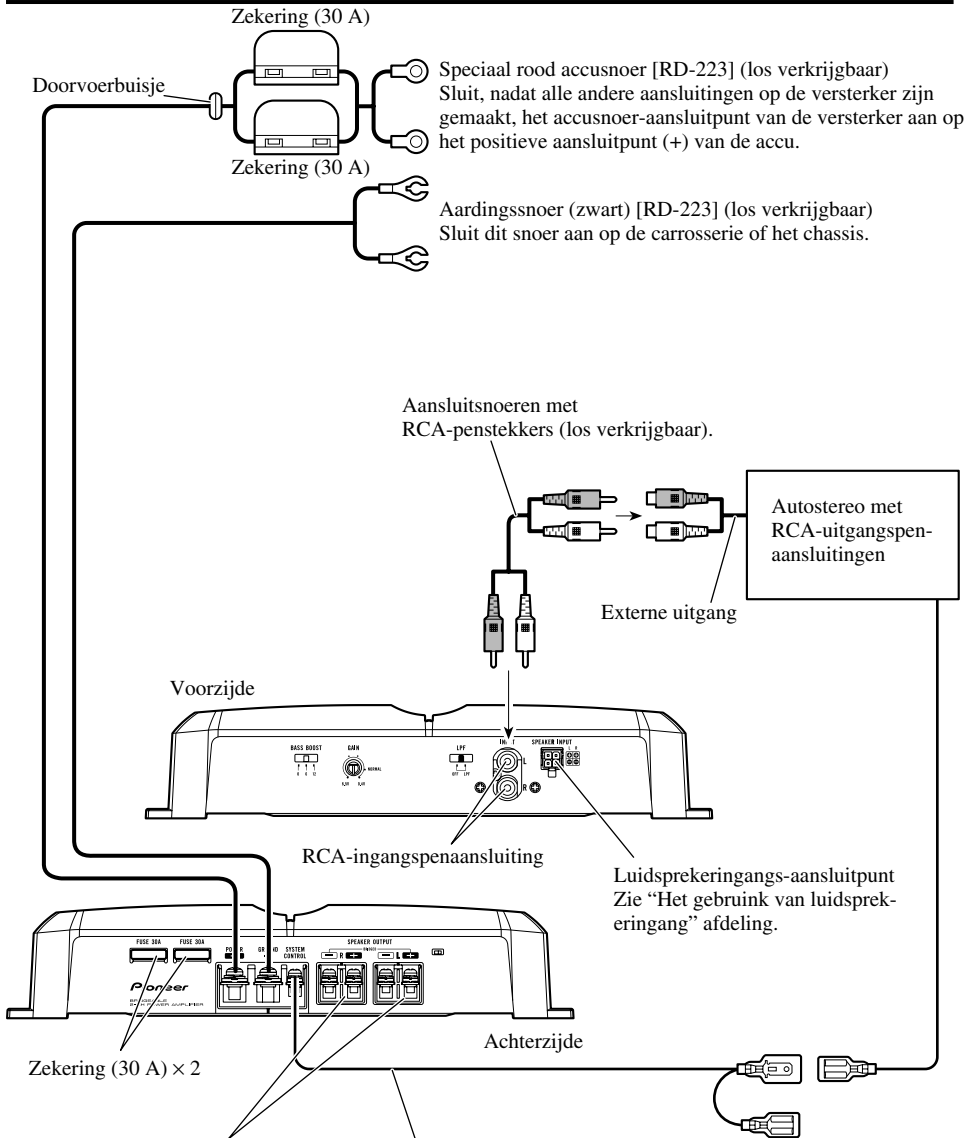 Zekering (30 A)
Doorvoerbuisje
Speciaal rood accusnoer [RD-223] (los verkrijgbaar)
Sluit, nadat alle andere aansluitingen op de versterker zijn
gemaakt, het accusnoer-aansluitpunt van de versterker aan op
het positieve aansluitpunt (+) van de accu.
Zekering (30 A)
Aardingssnoer (zwart) [RD-223] (los verkrijgbaar)
Sluit dit snoer aan op de carrosserie of het chassis.
Aansluitsnoeren met
RCA-penstekkers (los verkrijgbaar).
Autostereo met
RCA-uitgangspen-
aansluitingen
Externe uitgang
Voorzijde
BASS BOOST
GAIN
NORMAL
LPF
OFF LPF
SPEAKER INPUT
L R
L
R
RCA-ingangspenaansluiting
Luidsprekeringangs-aansluitpunt
Zie “Het gebruink van luidsprek-
eringang” afdeling.
FUSE 30A
FUSE 30A
SYSTEM
CONTROL
SPEAKER OUTPUT
R
L
Pioneer
POWER AMPLIFIER
Achterzijde
Zekering (30 A) × 2